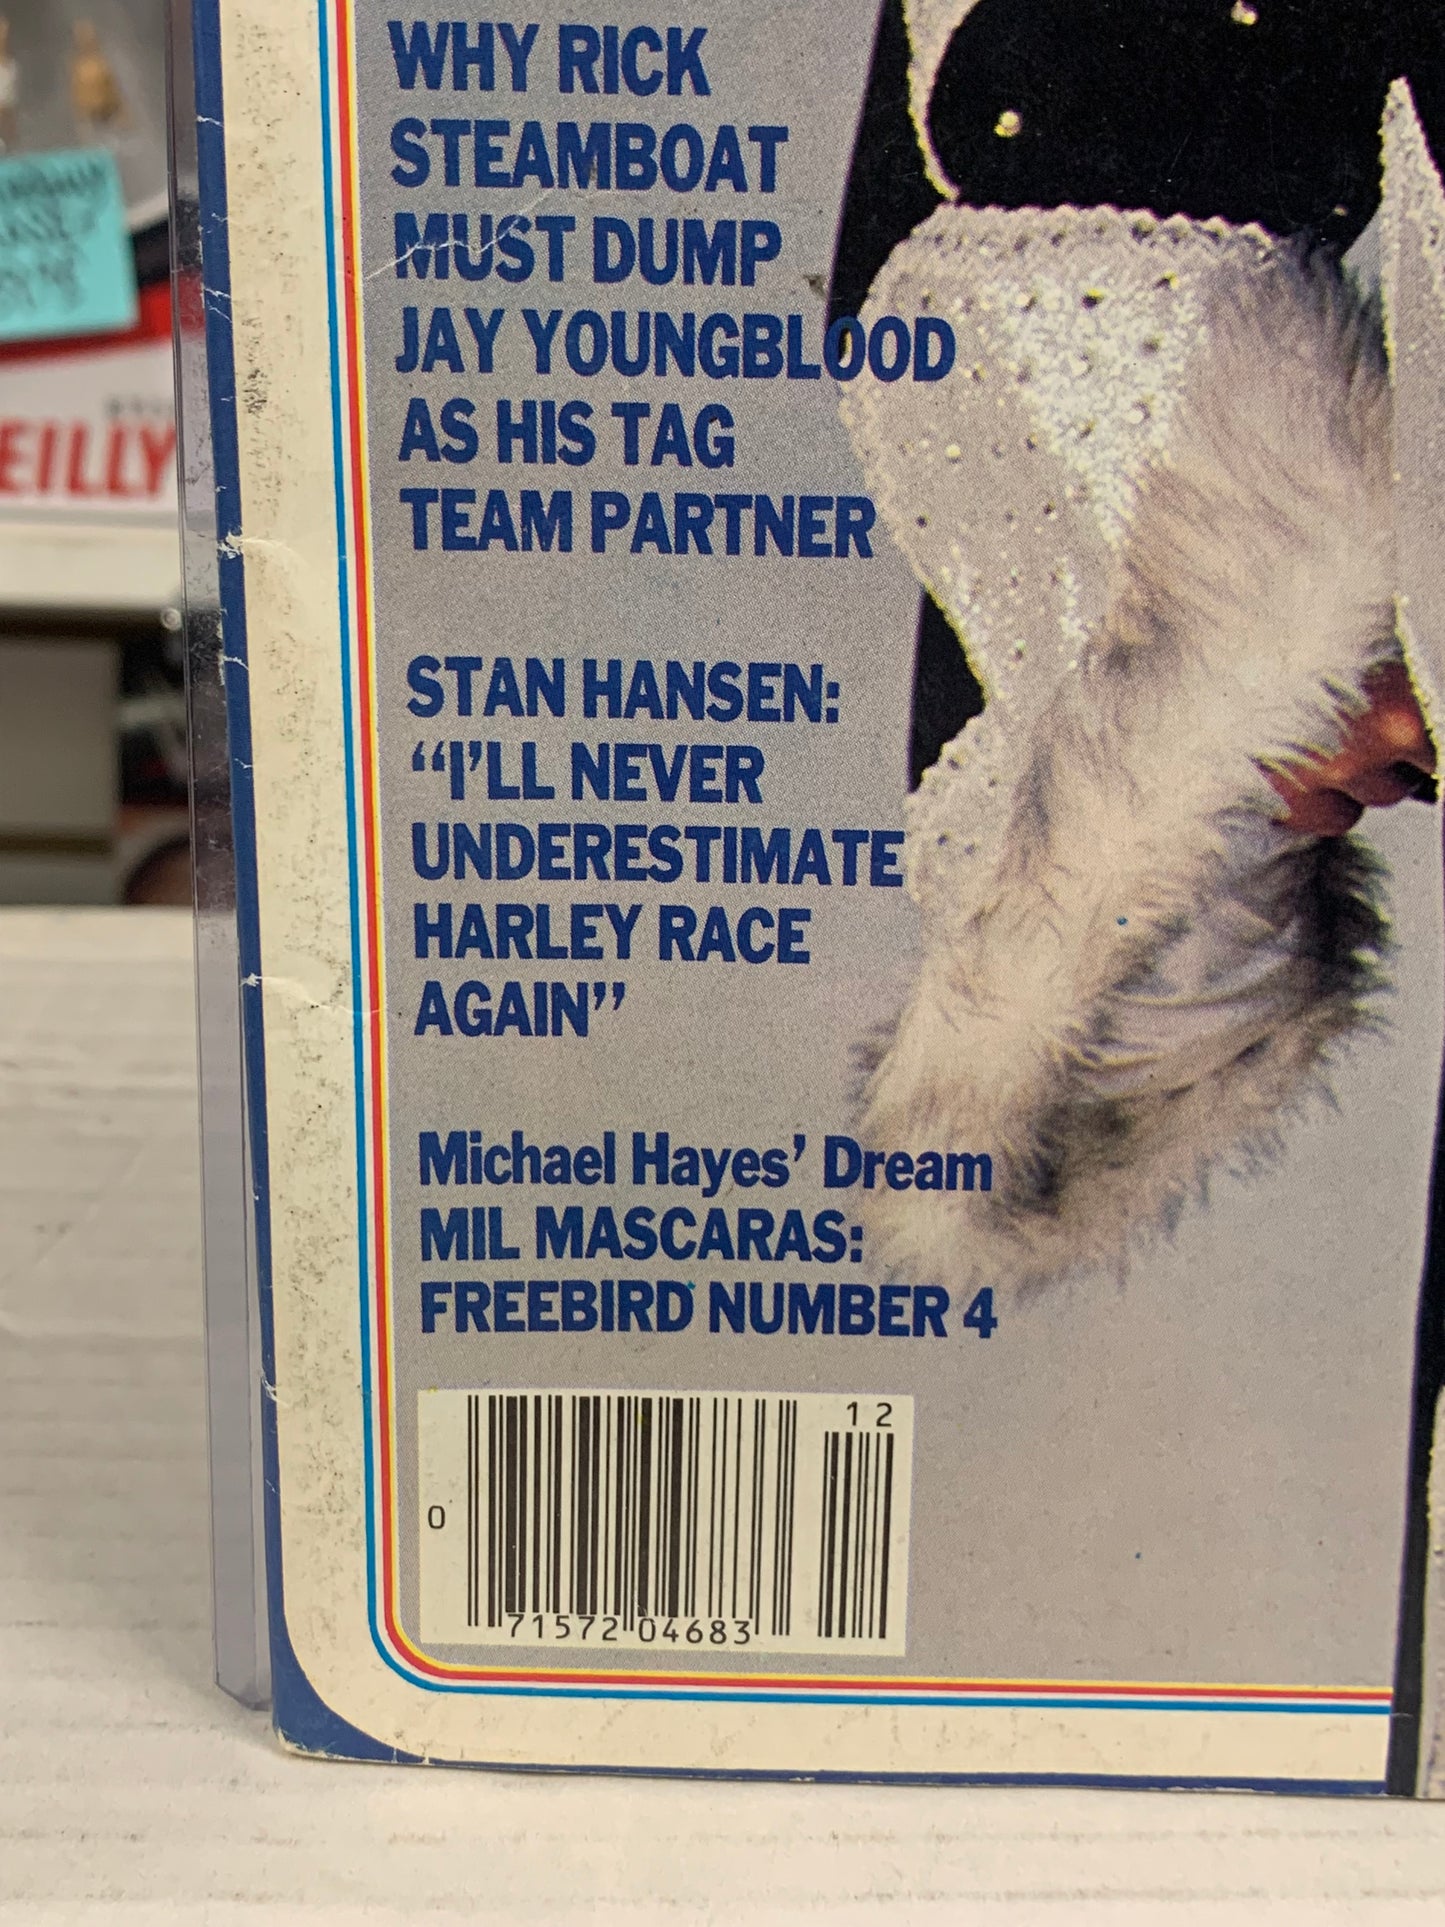 WHY RICK
STEAMBOAT
MUST DUMP
JAY YOUNGBLOOD
AS HIS TAG
TEAM PARTNER
STAN HANSEN:
“I’LL NEVER
UNDERESTIMATE
HARLEY RACE
AGAIN”
Michael Hayes’ Dream
MIL MASCARAS:
FREEBIRD NUMBER 4
12
0
71572 04683
EILLY